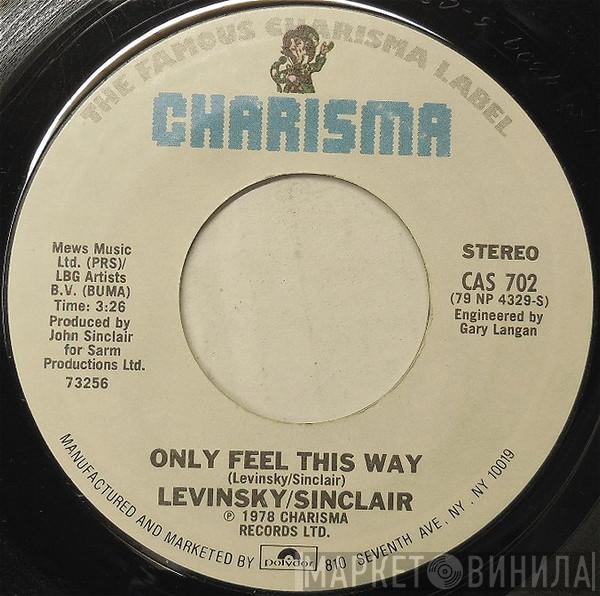 THE FAMOUS CHARISMA LABEL
CHARISMA
Mews Music
Ltd. (PRS)/
LBG Artists
B.V. (BUMA)
Time: 3:26
Produced by
John Sinclair
for Sarm
Productions Ltd.
73256
STEREO
CAS 702
(79 NP 4329-S)
Engineered by
Gary Langan
ONLY FEEL THIS WAY
(Levinsky/Sinclair)
LEVINSKY/SINCLAIR
℗ 1978 CHARISMA
RECORDS LTD.
MANUFACTURED AND MARKETED BY polydor 810 SEVENTH AVE. NY. NY 10019
МАРКЕТ ВИНИЛА